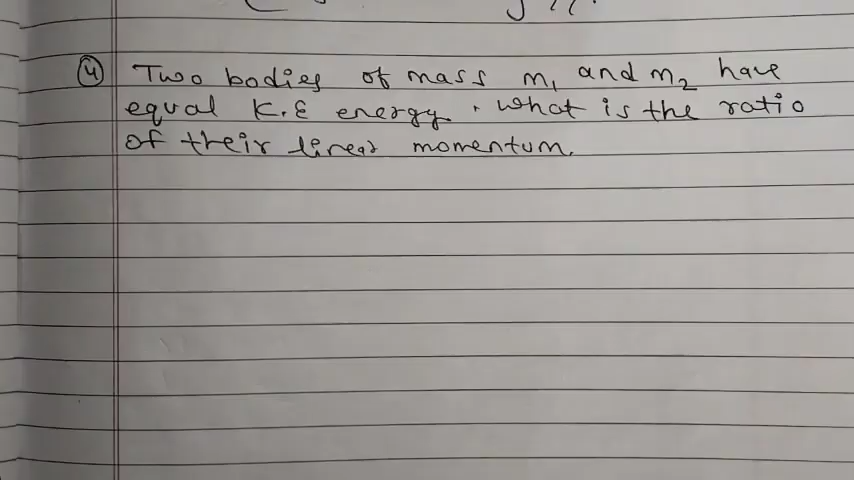 ④ Two bodies of mass m₁ and m₂ have
equal K.E energy. What is the ratio
of their linear momentum.